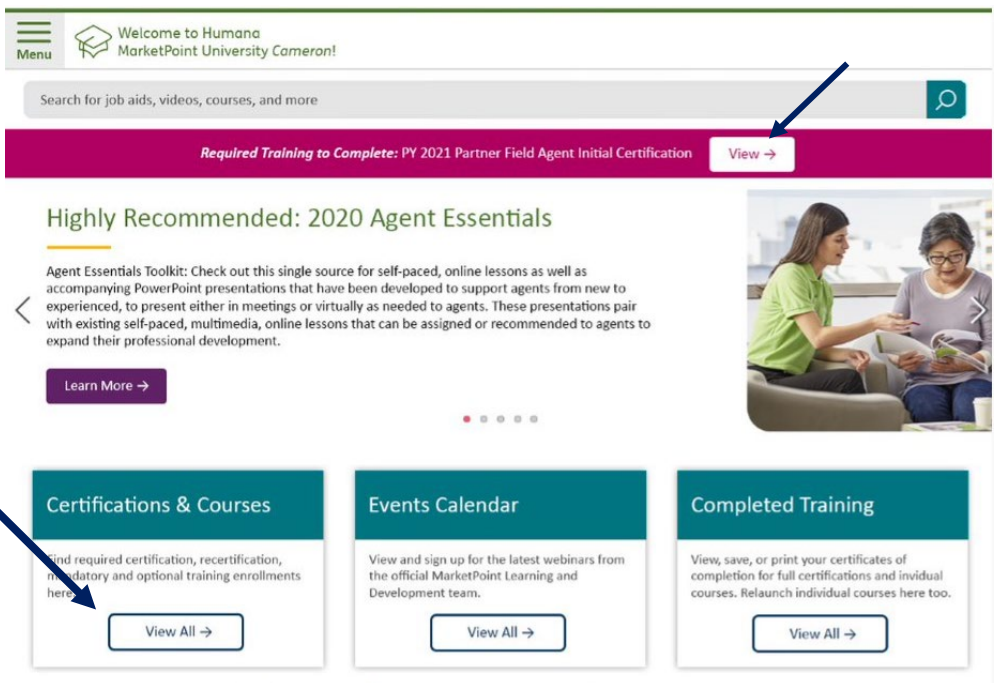 Welcome to Humana
MarketPoint University Cameron!
Menu
Search for job aids, videos, courses, and more
Required Training to Complete: PY 2021 Partner Field Agent Initial Certification
View →
Highly Recommended: 2020 Agent Essentials
Agent Essentials Toolkit: Check out this single source for self-paced, online lessons as well as
accompanying PowerPoint presentations that have been developed to support agents from new to
experienced, to present either in meetings or virtually as needed to agents. These presentations pair
with existing self-paced, multimedia, online lessons that can be assigned or recommended to agents to
expand their professional development.
Learn More →
Certifications & Courses
Find required certification, recertification,
mandatory and optional training enrollments
here
View All →
Events Calendar
View and sign up for the latest webinars from
the official MarketPoint Learning and
Development team.
View All →
Completed Training
View, save, or print your certificates of
completion for full certifications and invidual
courses. Relaunch individual courses here too.
View All →